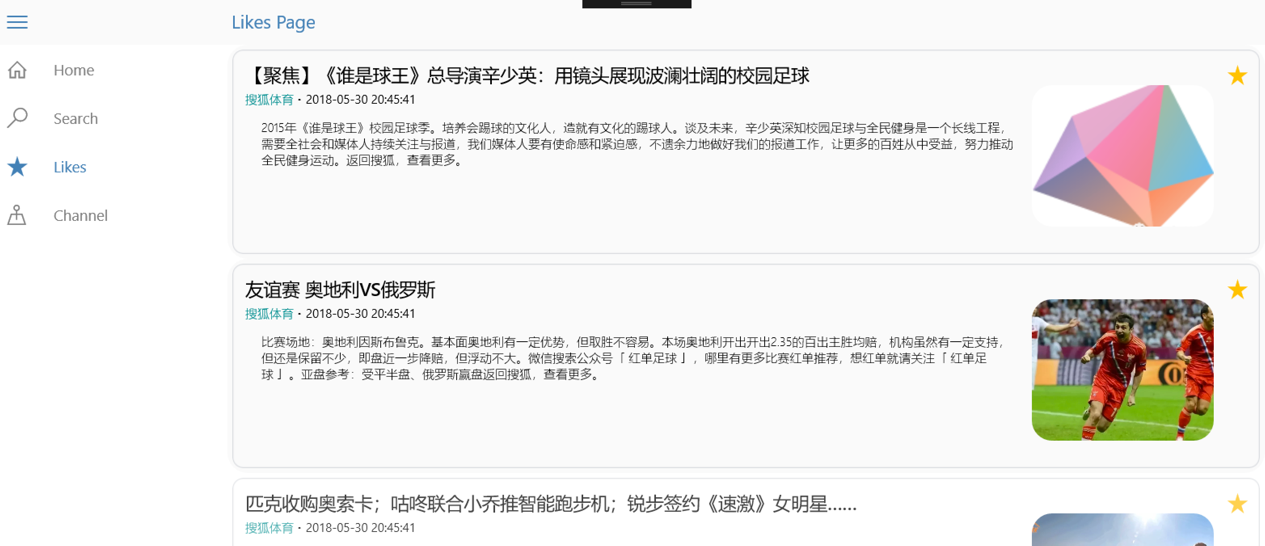 Likes Page
Home
Search
Likes
Channel
【聚焦】《谁是球王》总导演辛少英：用镜头展现波澜壮阔的校园足球
搜狐体育 · 2018-05-30 20:45:41
2015年《谁是球王》校园足球季。培养会踢球的文化人，造就有文化的踢球人。谈及未来，辛少英深知校园足球与全民健身是一个长线工程，
需要全社会和媒体人持续关注与报道，我们媒体人要有使命感和紧迫感，不遗余力地做好我们的报道工作，让更多的百姓从中受益，努力推动
全民健身运动。返回搜狐，查看更多。
友谊赛 奥地利VS俄罗斯
搜狐体育 · 2018-05-30 20:45:41
比赛场地：奥地利因斯布鲁克。基本面奥地利有一定优势，但取胜不容易。本场奥地利开出开出2.35的百出主胜均赔，机构虽然有一定支持，
但还是保留不少，即盘近一步降赔，但浮动不大。微信搜索公众号「 红单足球 」，哪里有更多比赛红单推荐，想红单就请关注「 红单足
球 」。亚盘参考：受平半盘、俄罗斯赢盘返回搜狐，查看更多。
匹克收购奥索卡；咕咚联合小乔推智能跑步机；锐步签约《速激》女明星……
搜狐体育 · 2018-05-30 20:45:41